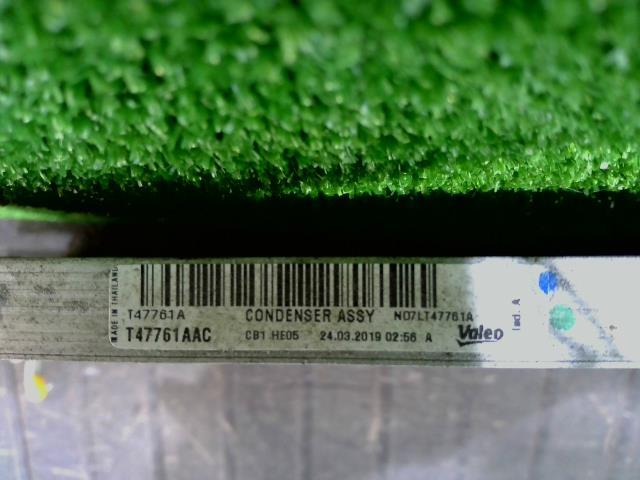 MADE IN THAILAND
T47761A CONDENSER ASSY N07LT47761A
T47761AAC CB1 HE05 24.03.2019 02:56 A Valeo
Ind. A